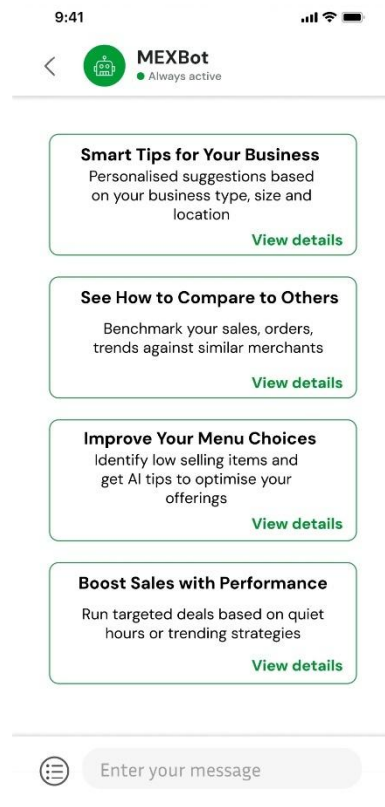 9:41
MEXBot
Always active
Smart Tips for Your Business
Personalised suggestions based
on your business type, size and
location
View details
See How to Compare to Others
Benchmark your sales, orders,
trends against similar merchants
View details
Improve Your Menu Choices
Identify low selling items and
get AI tips to optimise your
offerings
View details
Boost Sales with Performance
Run targeted deals based on quiet
hours or trending strategies
View details
Enter your message